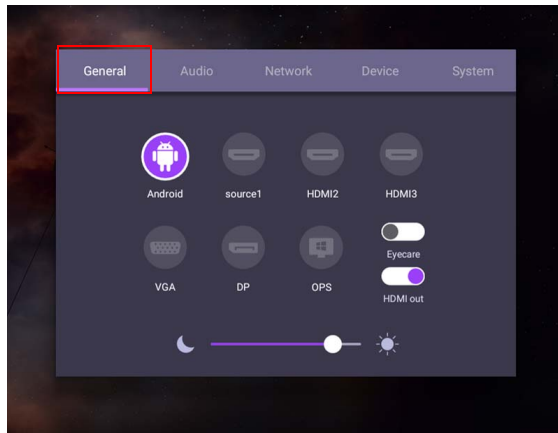 General Audio Network Device System
Android source1 HDMI2 HDMI3
Eyecare
VGA DP OPS
HDMI out